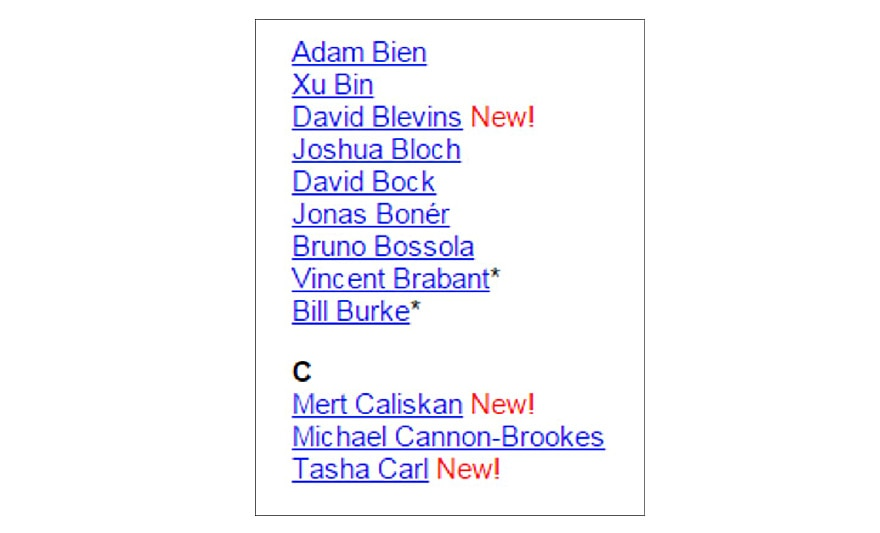 Adam Bien
Xu Bin
David Blevins New!
Joshua Bloch
David Bock
Jonas Bonér
Bruno Bossola
Vincent Brabant*
Bill Burke*
C
Mert Caliskan New!
Michael Cannon-Brookes
Tasha Carl New!